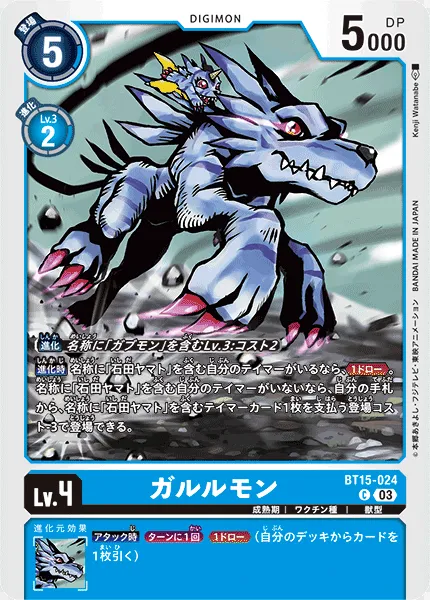 DIGIMON
登場
5
DP
5000
進化
Lv.3
2
Kenji Watanabe
BANDAI MADE IN JAPAN
©本郷あきよし・フジテレビ・東映アニメーション
進化 名称に「ガブモン」を含むLv.3:コスト2
進化時 名称に「石田ヤマト」を含む自分のテイマーがいるなら、1ドロー。
名称に「石田ヤマト」を含む自分のテイマーがいないなら、自分の手札
から、名称に「石田ヤマト」を含むテイマーカード1枚を支払う登場コス
ト-3で登場できる。
Lv.4
ガルルモン
BT15-024
C 03
成熟期 | ワクチン種 | 獣型
進化元効果
アタック時 ターンに1回 1ドロー(自分のデッキからカードを
1枚引く)